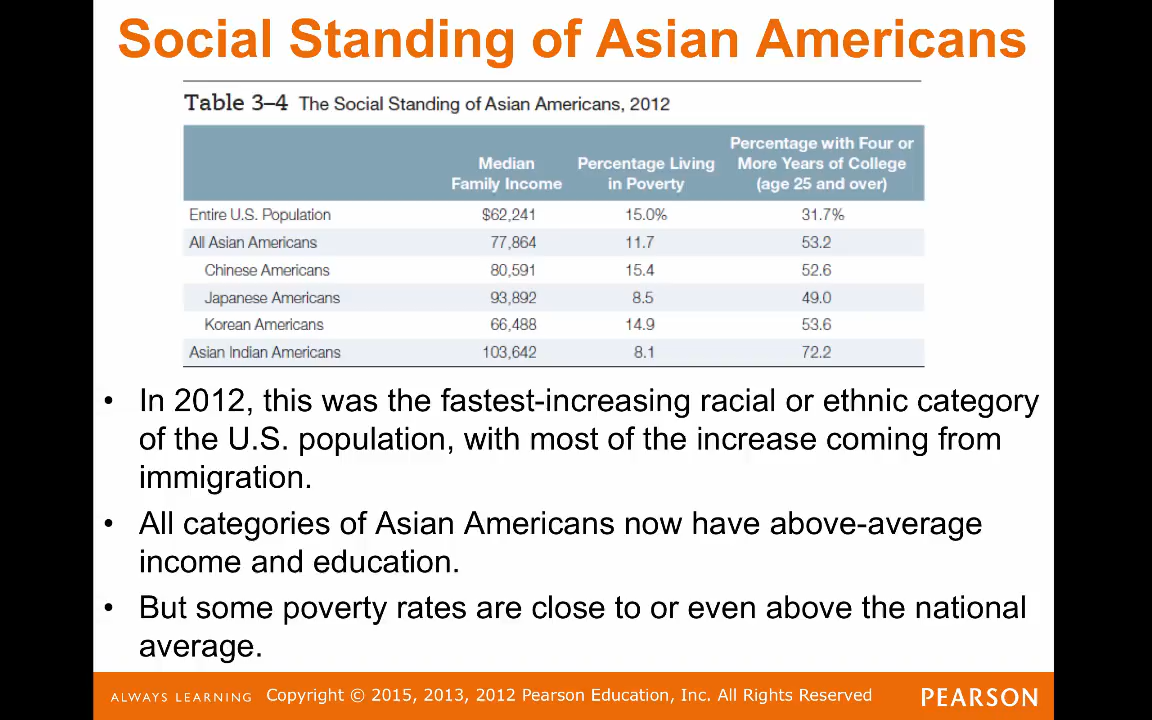 Social Standing of Asian Americans
Table 3–4 The Social Standing of Asian Americans, 2012
Median Family Income
Percentage Living in Poverty
Percentage with Four or More Years of College (age 25 and over)
Entire U.S. Population $62,241 15.0% 31.7%
All Asian Americans 77,864 11.7 53.2
Chinese Americans 80,591 15.4 52.6
Japanese Americans 93,892 8.5 49.0
Korean Americans 66,488 14.9 53.6
Asian Indian Americans 103,642 8.1 72.2
• In 2012, this was the fastest-increasing racial or ethnic category
of the U.S. population, with most of the increase coming from
immigration.
• All categories of Asian Americans now have above-average
income and education.
• But some poverty rates are close to or even above the national
average.
ALWAYS LEARNING Copyright © 2015, 2013, 2012 Pearson Education, Inc. All Rights Reserved PEARSON